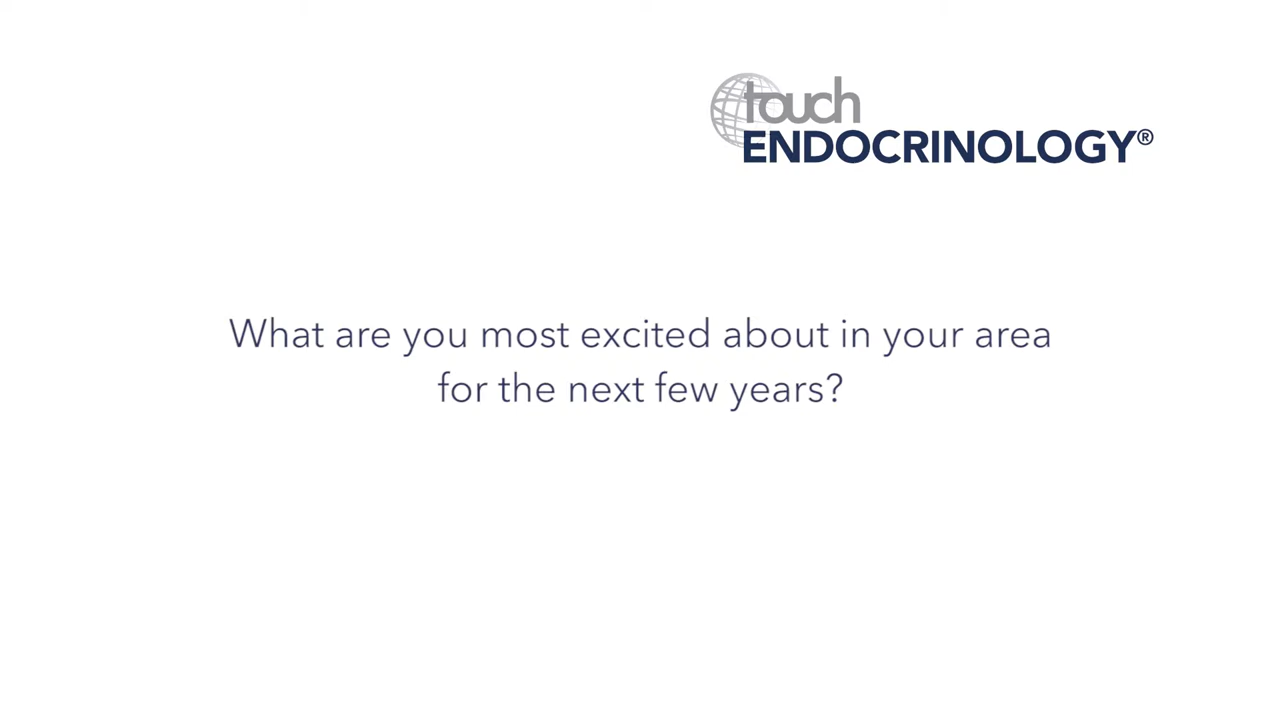 touch
ENDOCRINOLOGY®
What are you most excited about in your area
for the next few years?